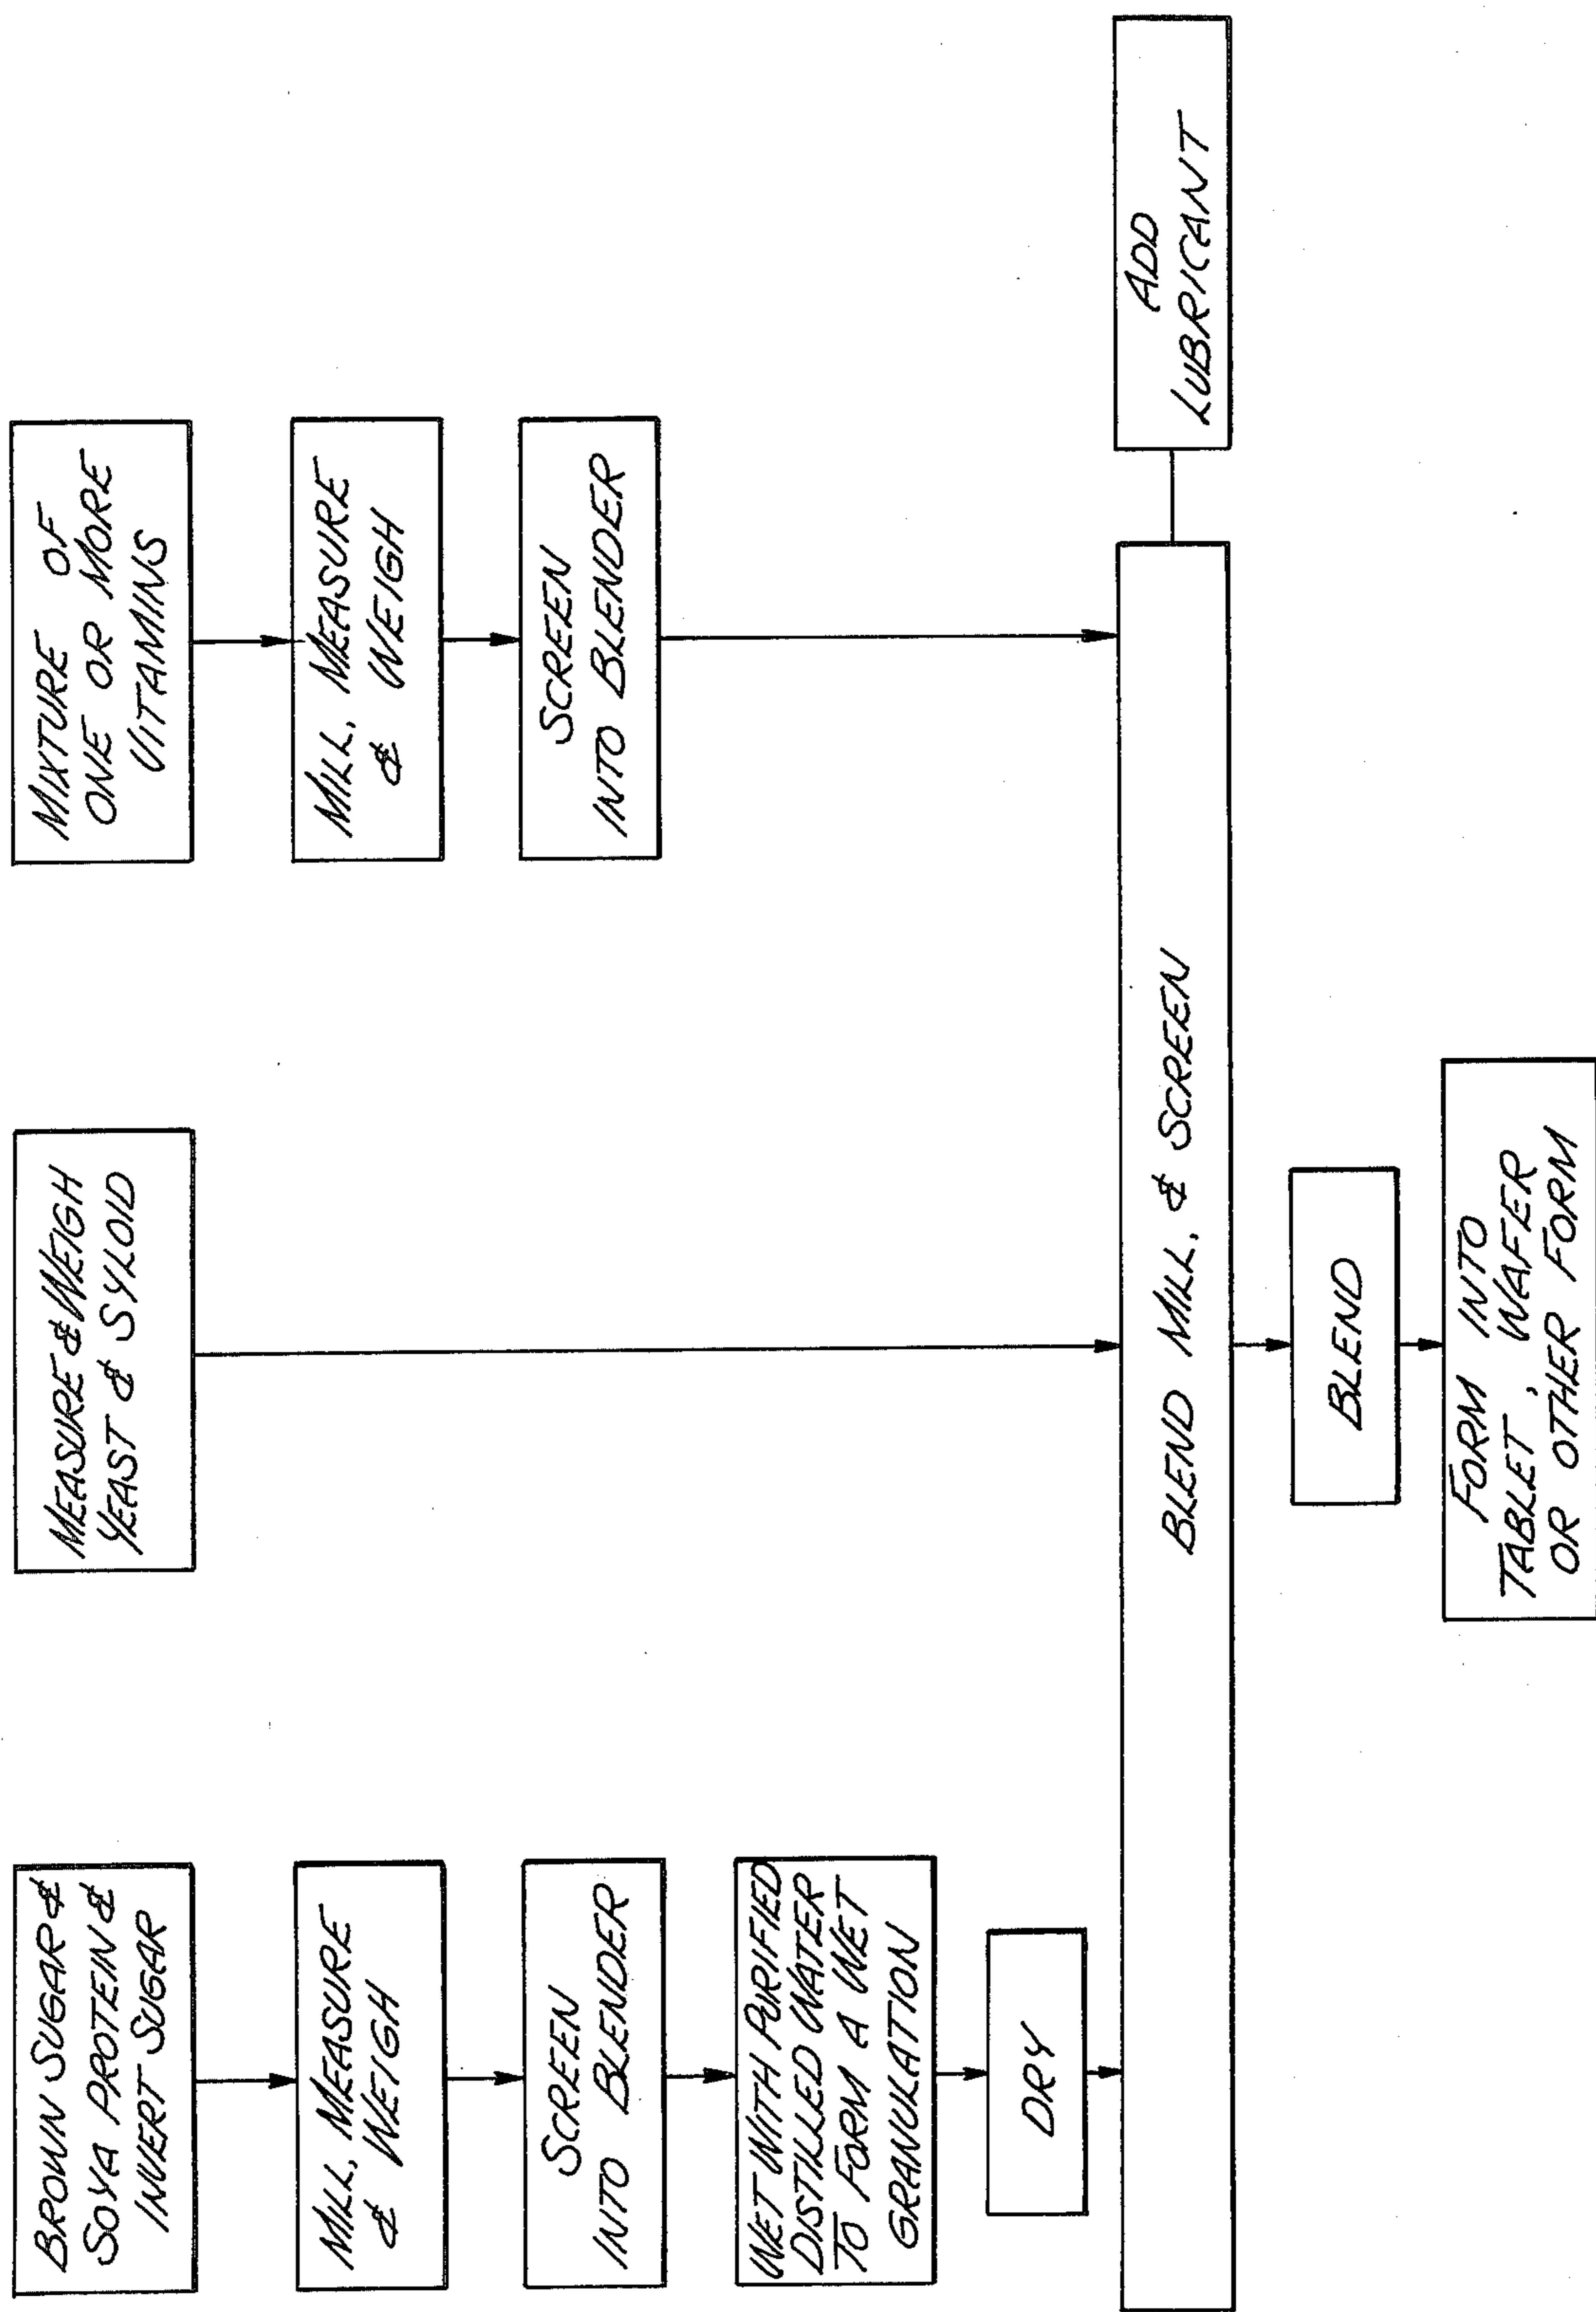 BROWN SUGAR &
SOYA PROTEIN &
INVERT SUGAR
MILL, MEASURE
& WEIGH
SCREEN
INTO BLENDER
WET WITH PURIFIED
DISTILLED WATER
TO FORM A WET
GRANULATION
DRY
MEASURE & WEIGH
YEAST & SYLOID
MIXTURE OF
ONE OR MORE
VITAMINS
MILL, MEASURE
& WEIGH
SCREEN
INTO BLENDER
BLEND MILL, & SCREEN
ADD
LUBRICANT
BLEND
FORM INTO
TABLET, WAFER
OR OTHER FORM